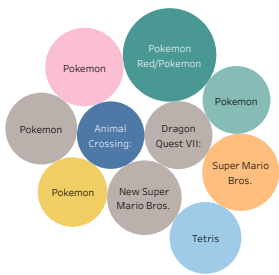 Pokemon
Red/Pokemon
Pokemon
Pokemon
Pokemon
Animal
Crossing:
Dragon
Quest VII:
Super Mario
Bros.
Pokemon
New Super
Mario Bros.
Tetris